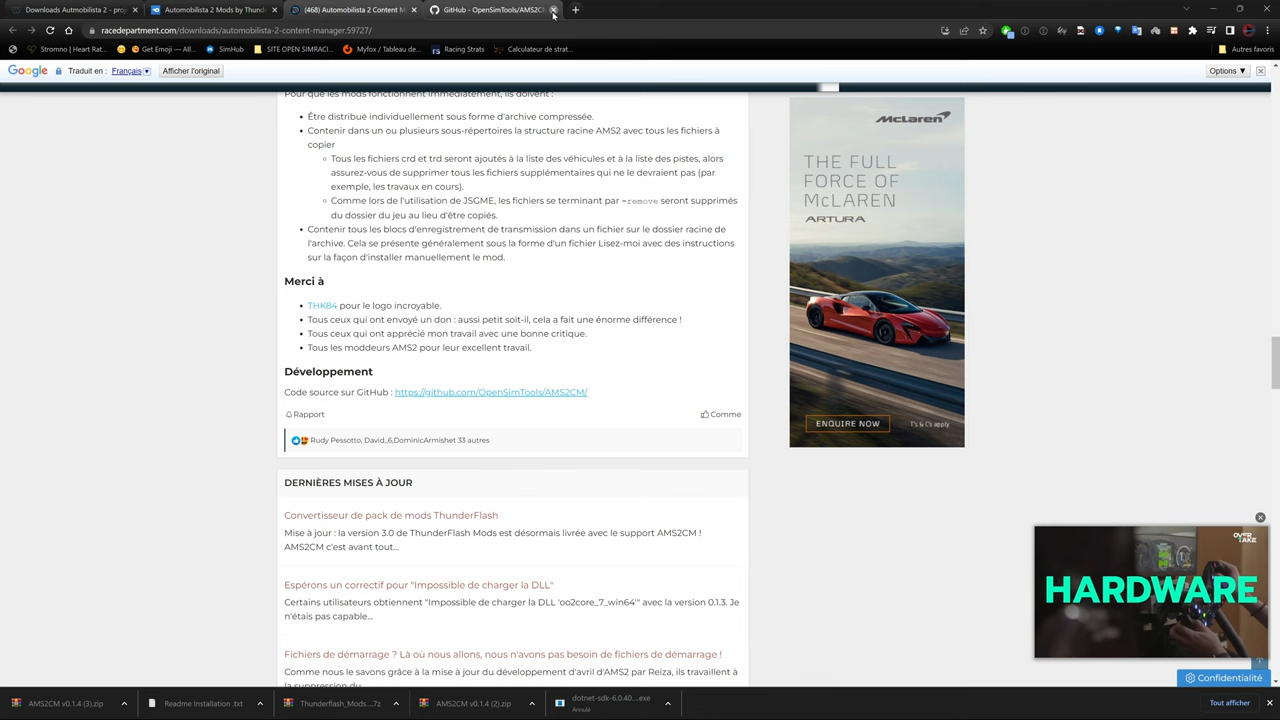 Downloads Automobilista 2 - proj
Automobilista 2 Mods by Thund
(468) Automobilista 2 Content M
GitHub - OpenSimTools/AMS2C
racedepartment.com/downloads/automobilista-2-content-manager.59727/
Stromno | Heart Rat...
Get Emoji — All...
SimHub
SITE OPEN SIMRACI...
Myfox / Tableau de...
Racing Strats
Calculateur de strat...
Autres favoris
Google
Traduit en : Français
Afficher l'original
Options ▼
Pour que les mods fonctionnent immédiatement, ils doivent :
Être distribué individuellement sous forme d'archive compressée.
Contenir dans un ou plusieurs sous-répertoires la structure racine AMS2 avec tous les fichiers à
copier
Tous les fichiers crd et trd seront ajoutés à la liste des véhicules et à la liste des pistes, alors
assurez-vous de supprimer tous les fichiers supplémentaires qui ne le devraient pas (par
exemple, les travaux en cours).
Comme lors de l'utilisation de JSGME, les fichiers se terminant par -remove seront supprimés
du dossier du jeu au lieu d'être copiés.
Contenir tous les blocs d'enregistrement de transmission dans un fichier sur le dossier racine de
l'archive. Cela se présente généralement sous la forme d'un fichier Lisez-moi avec des instructions
sur la façon d'installer manuellement le mod.
Merci à
THK84 pour le logo incroyable.
Tous ceux qui ont envoyé un don : aussi petit soit-il, cela a fait une énorme différence !
Tous ceux qui ont apprécié mon travail avec une bonne critique.
Tous les moddeurs AMS2 pour leur excellent travail.
Développement
Code source sur GitHub : https://github.com/OpenSimTools/AMS2CM/
Rapport
Comme
Rudy Pessotto, David_6,DominicArmishet 33 autres
DERNIÈRES MISES À JOUR
Convertisseur de pack de mods ThunderFlash
Mise à jour : la version 3.0 de ThunderFlash Mods est désormais livrée avec le support AMS2CM !
AMS2CM c'est avant tout...
Espérons un correctif pour "Impossible de charger la DLL"
Certains utilisateurs obtiennent "Impossible de charger la DLL 'oo2core_7_win64'" avec la version 0.1.3. Je
n'étais pas capable...
Fichiers de démarrage ? Là où nous allons, nous n'avons pas besoin de fichiers de démarrage !
Comme nous le savons grâce à la mise à jour du développement d'avril d'AMS2 par Reiza, ils travaillent à
la suppression du
McLaren
THE FULL
FORCE OF
McLAREN
ARTURA
ENQUIRE NOW
T's & C's apply
OVER
TAKE
HARDWARE
Confidentialité
AMS2CM v0.1.4 (3).zip
Readme Installation .txt
Thunderflash_Mods....7z
AMS2CM v0.1.4 (2).zip
dotnet-sdk-6.0.40....exe
Annulé
Tout afficher